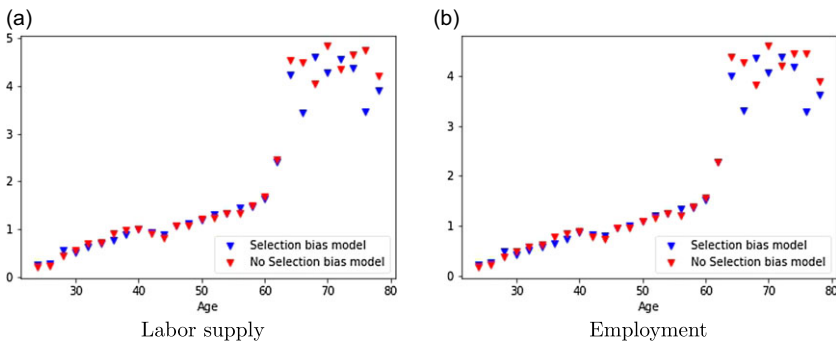 (a)
5
4
3
2
1
0
Selection bias model
No Selection bias model
30 40 50 60 70 80
Age
Labor supply
(b)
4
3
2
1
0
Selection bias model
No Selection bias model
30 40 50 60 70 80
Age
Employment